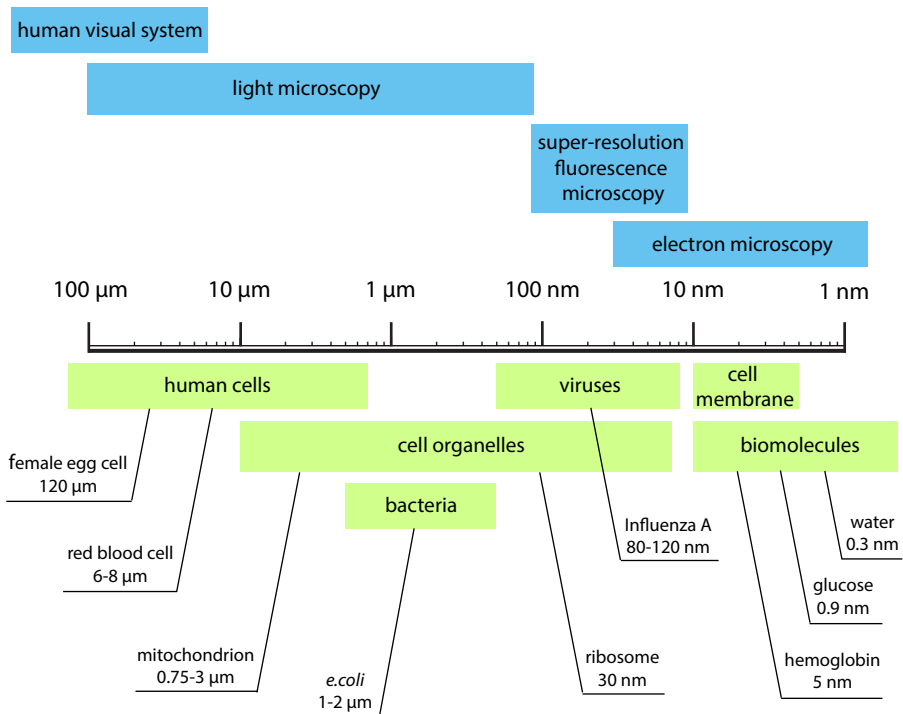 human visual system
light microscopy
super-resolution
fluorescence
microscopy
electron microscopy
100 µm
10 µm
1 µm
100 nm
10 nm
1 nm
human cells
viruses
cell
membrane
cell organelles
biomolecules
bacteria
female egg cell
120 µm
red blood cell
6-8 µm
mitochondrion
0.75-3 µm
e.coli
1-2 µm
Influenza A
80-120 nm
ribosome
30 nm
water
0.3 nm
glucose
0.9 nm
hemoglobin
5 nm